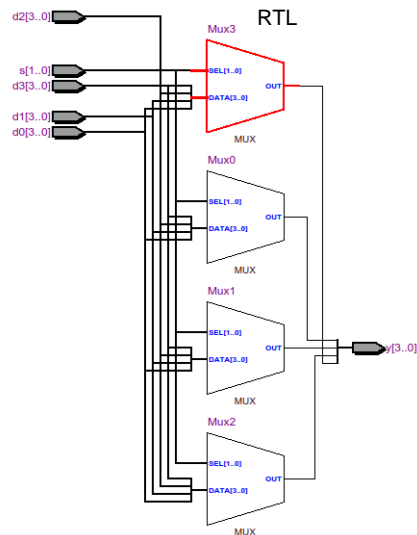 RTL
d2[3..0]
Mux3
s[1..0]
SEL[1..0]
d3[3..0]
OUT
DATA[3..0]
d1[3..0]
d0[3..0]
MUX
Mux0
SEL[1..0]
OUT
DATA[3..0]
MUX
Mux1
SEL[1..0]
OUT
y[3..0]
DATA[3..0]
MUX
Mux2
SEL[1..0]
OUT
DATA[3..0]
MUX